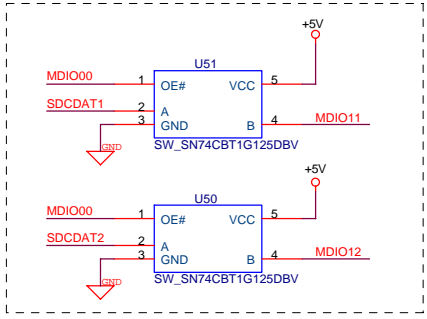 +5V
U51
MDIO00 1 OE# VCC 5
SDCDAT1 2 A
3 GND B 4 MDIO11
GND
SW_SN74CBT1G125DBV
+5V
U50
MDIO00 1 OE# VCC 5
SDCDAT2 2 A
3 GND B 4 MDIO12
GND
SW_SN74CBT1G125DBV